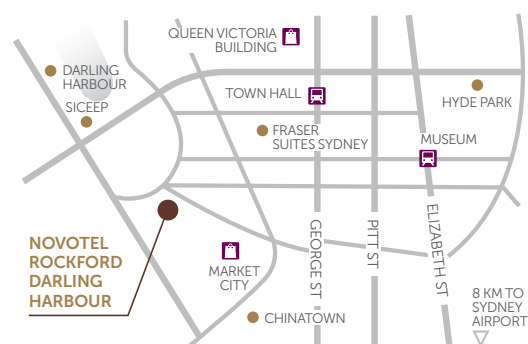 QUEEN VICTORIA
BUILDING
DARLING
HARBOUR
SICEEP
TOWN HALL
HYDE PARK
FRASER
SUITES SYDNEY
MUSEUM
GEORGE ST
PITT ST
ELIZABETH ST
NOVOTEL
ROCKFORD
DARLING
HARBOUR
MARKET
CITY
CHINATOWN
8 KM TO
SYDNEY
AIRPORT